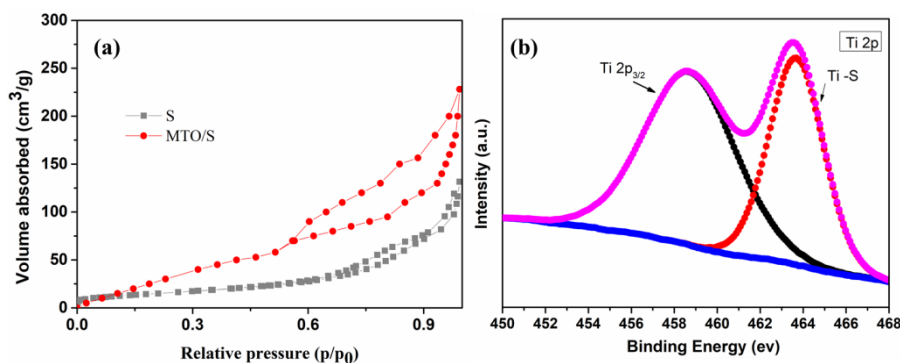 (a)
S
MTO/S
Volume absorbed (cm³/g)
300
250
200
150
100
50
0
0.0
0.3
0.6
0.9
Relative pressure (p/p₀)
(b)
Ti 2p
Ti 2p₃/₂
Ti -S
Intensity (a.u.)
450 452 454 456 458 460 462 464 466 468
Binding Energy (ev)